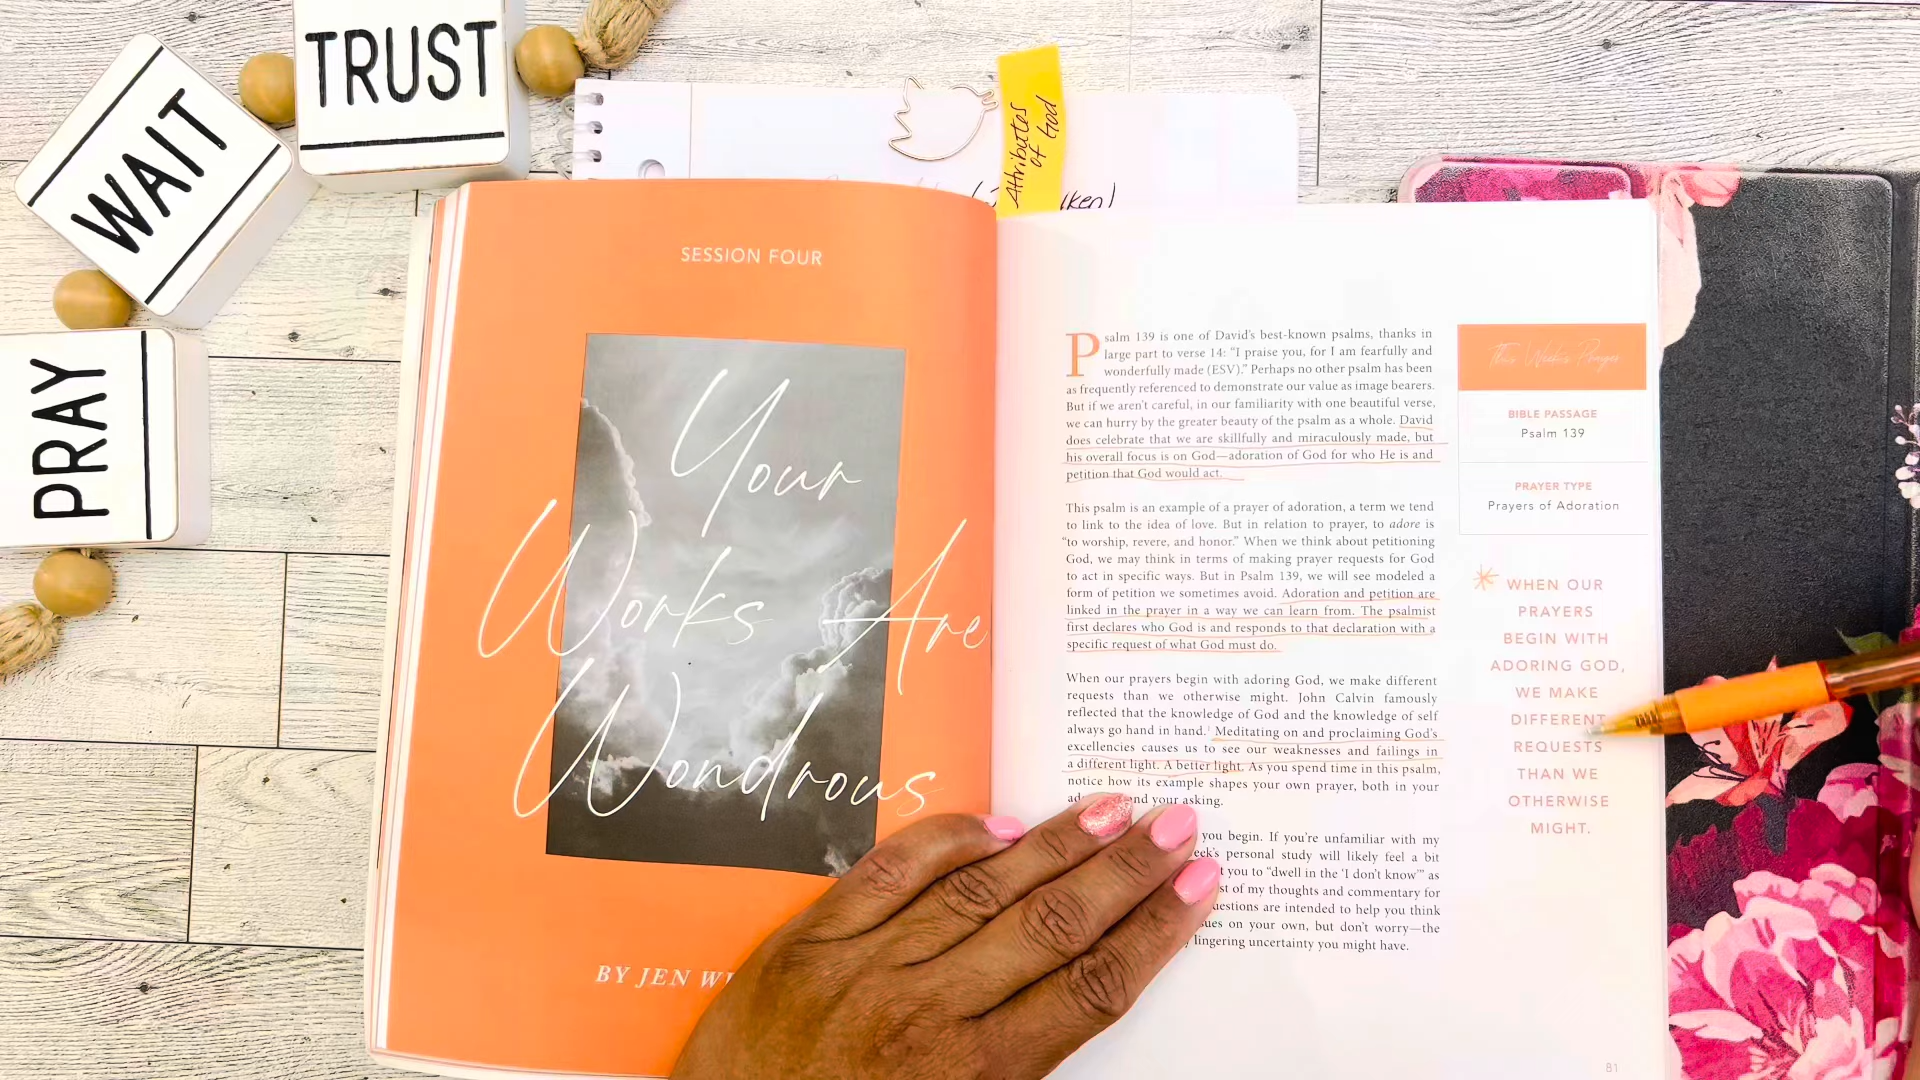 TRUST
WAIT
PRAY
Attributes
of God
lken!
SESSION FOUR
Your
Works Are
Wondrous
BY JEN
Psalm 139 is one of David's best-known psalms, thanks in
large part to verse 14: "I praise you, for I am fearfully and
wonderfully made (ESV)." Perhaps no other psalm has been
as frequently referenced to demonstrate our value as image bearers.
But if we aren't careful, in our familiarity with one beautiful verse,
we can hurry by the greater beauty of the psalm as a whole. David
does celebrate that we are skillfully and miraculously made, but
his overall focus is on God—adoration of God for who He is and
petition that God would act.
This psalm is an example of a prayer of adoration, a term we tend
to link to the idea of love. But in relation to prayer, to adore is
"to worship, revere, and honor." When we think about petitioning
God, we may think in terms of making prayer requests for God
to act in specific ways. But in Psalm 139, we will see modeled a
form of petition we sometimes avoid. Adoration and petition are
linked in the prayer in a way we can learn from. The psalmist
first declares who God is and responds to that declaration with a
specific request of what God must do.
When our prayers begin with adoring God, we make different
requests than we otherwise might. John Calvin famously
reflected that the knowledge of God and the knowledge of self
always go hand in hand.¹ Meditating on and proclaiming God's
excellencies causes us to see our weaknesses and failings in
a different light. A better light. As you spend time in this psalm,
notice how its example shapes your own prayer, both in your
nd your asking.
you begin. If you're unfamiliar with my
eek's personal study will likely feel a bit
t you to "dwell in the 'I don't know'" as
st of my thoughts and commentary for
uestions are intended to help you think
sues on your own, but don't worry—the
lingering uncertainty you might have.
This Week's Prayer
BIBLE PASSAGE
Psalm 139
PRAYER TYPE
Prayers of Adoration
WHEN OUR
PRAYERS
BEGIN WITH
ADORING GOD,
WE MAKE
DIFFERENT
REQUESTS
THAN WE
OTHERWISE
MIGHT.
81